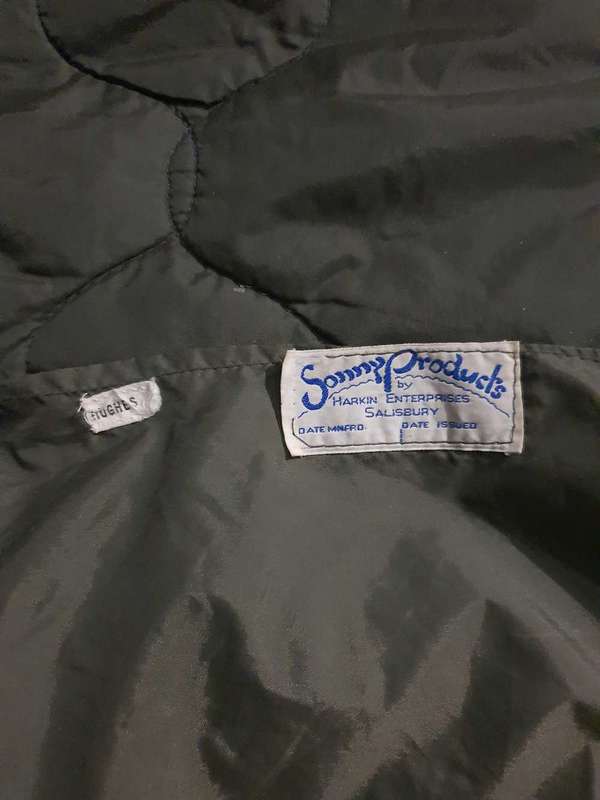 Sonny Products
by
HARKIN ENTERPRISES
SALISBURY
DATE MNFRD. DATE ISSUED
HUGHES